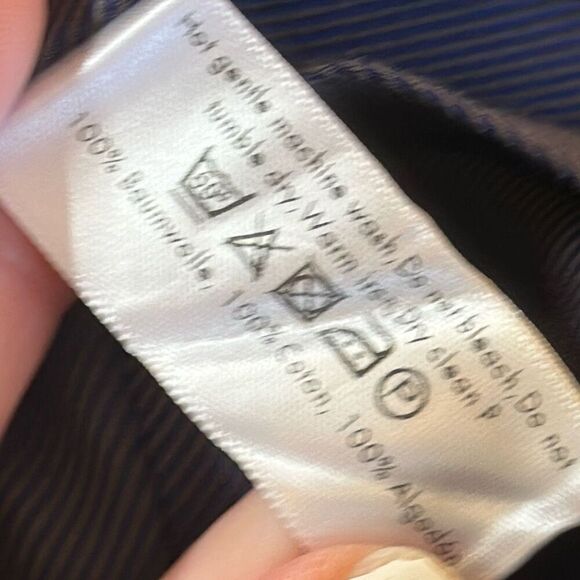 Hot gentle machine wash, Do not bleach, Do not
tumble dry, Warm iron, Dry clean P
P
100% Baumwolle, 100% Coton, 100% Algodón